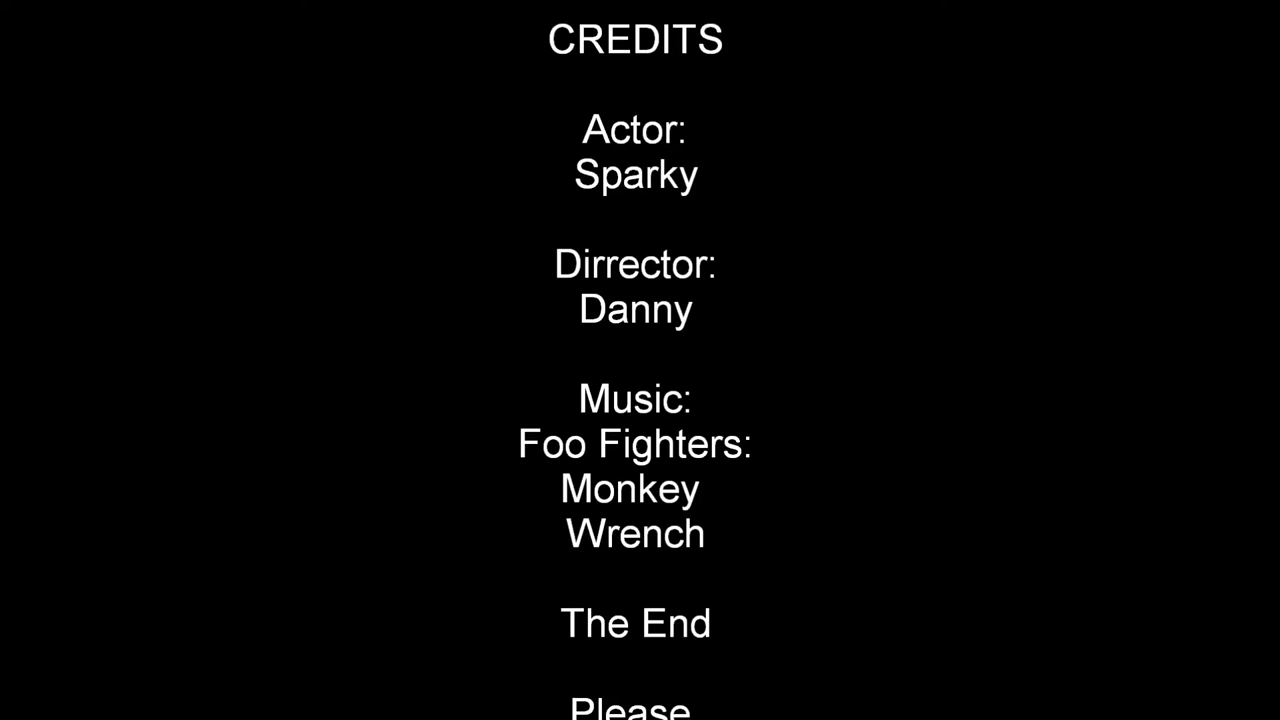 CREDITS
Actor:
Sparky
Dirrector:
Danny
Music:
Foo Fighters:
Monkey
Wrench
The End
Please